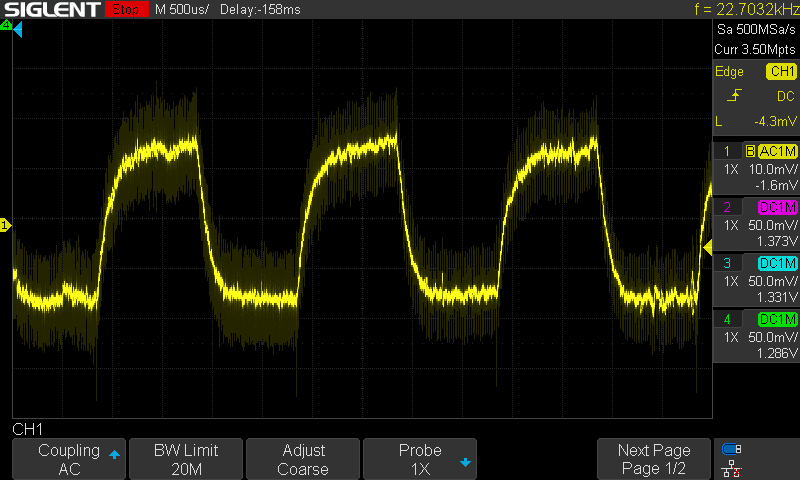 SIGLENT Stop M 500us/ Delay:-158ms f = 22.7032kHz
Sa 500MSa/s
Curr 3.50Mpts
Edge CH1
DC
L -4.3mV
1 B AC1M
1X 10.0mV/
-1.6mV
2 DC1M
1X 50.0mV/
1.373V
3 DC1M
1X 50.0mV/
1.331V
4 DC1M
1X 50.0mV/
1.286V
4
1
CH1
Coupling BW Limit Adjust Probe Next Page
AC 20M Coarse 1X Page 1/2